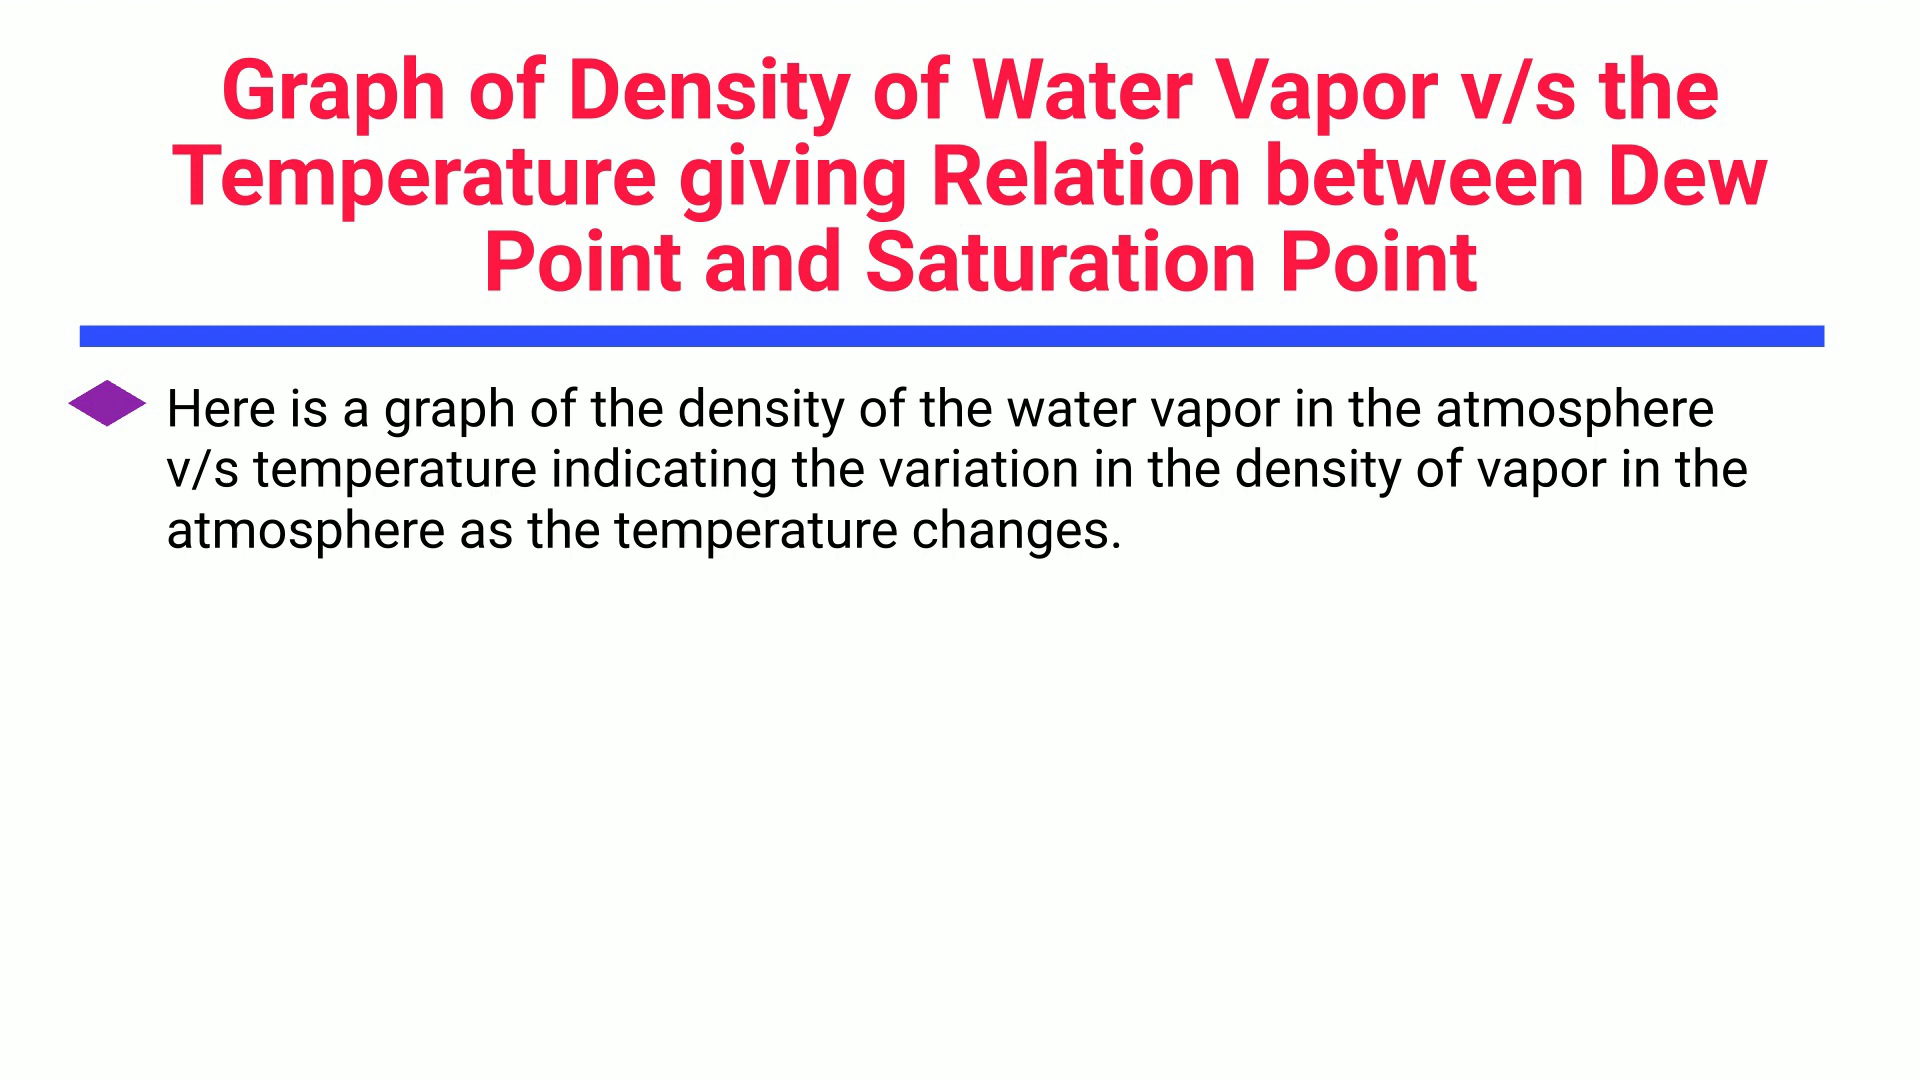 Graph of Density of Water Vapor v/s the
Temperature giving Relation between Dew
Point and Saturation Point
Here is a graph of the density of the water vapor in the atmosphere
v/s temperature indicating the variation in the density of vapor in the
atmosphere as the temperature changes.